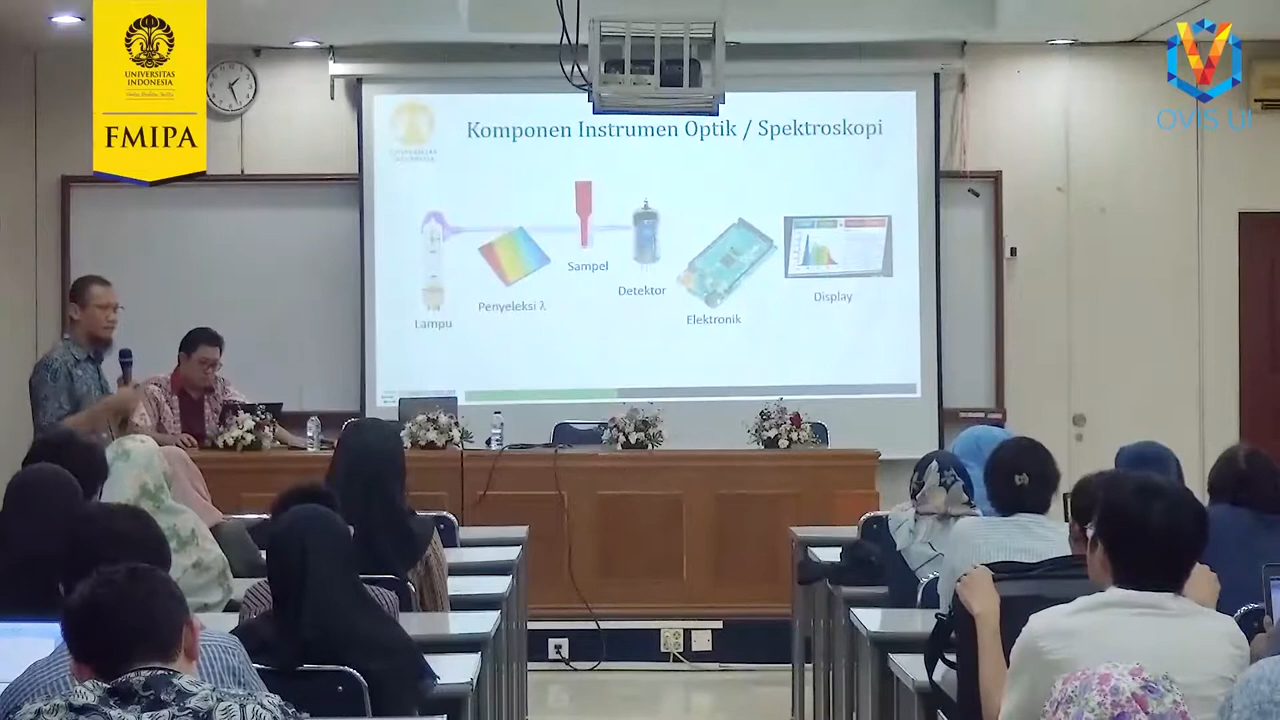 UNIVERSITAS
INDONESIA
FMIPA
OVIS UI
Komponen Instrumen Optik / Spektroskopi
Lampu
Penyeleksi λ
Sampel
Detektor
Elektronik
Display